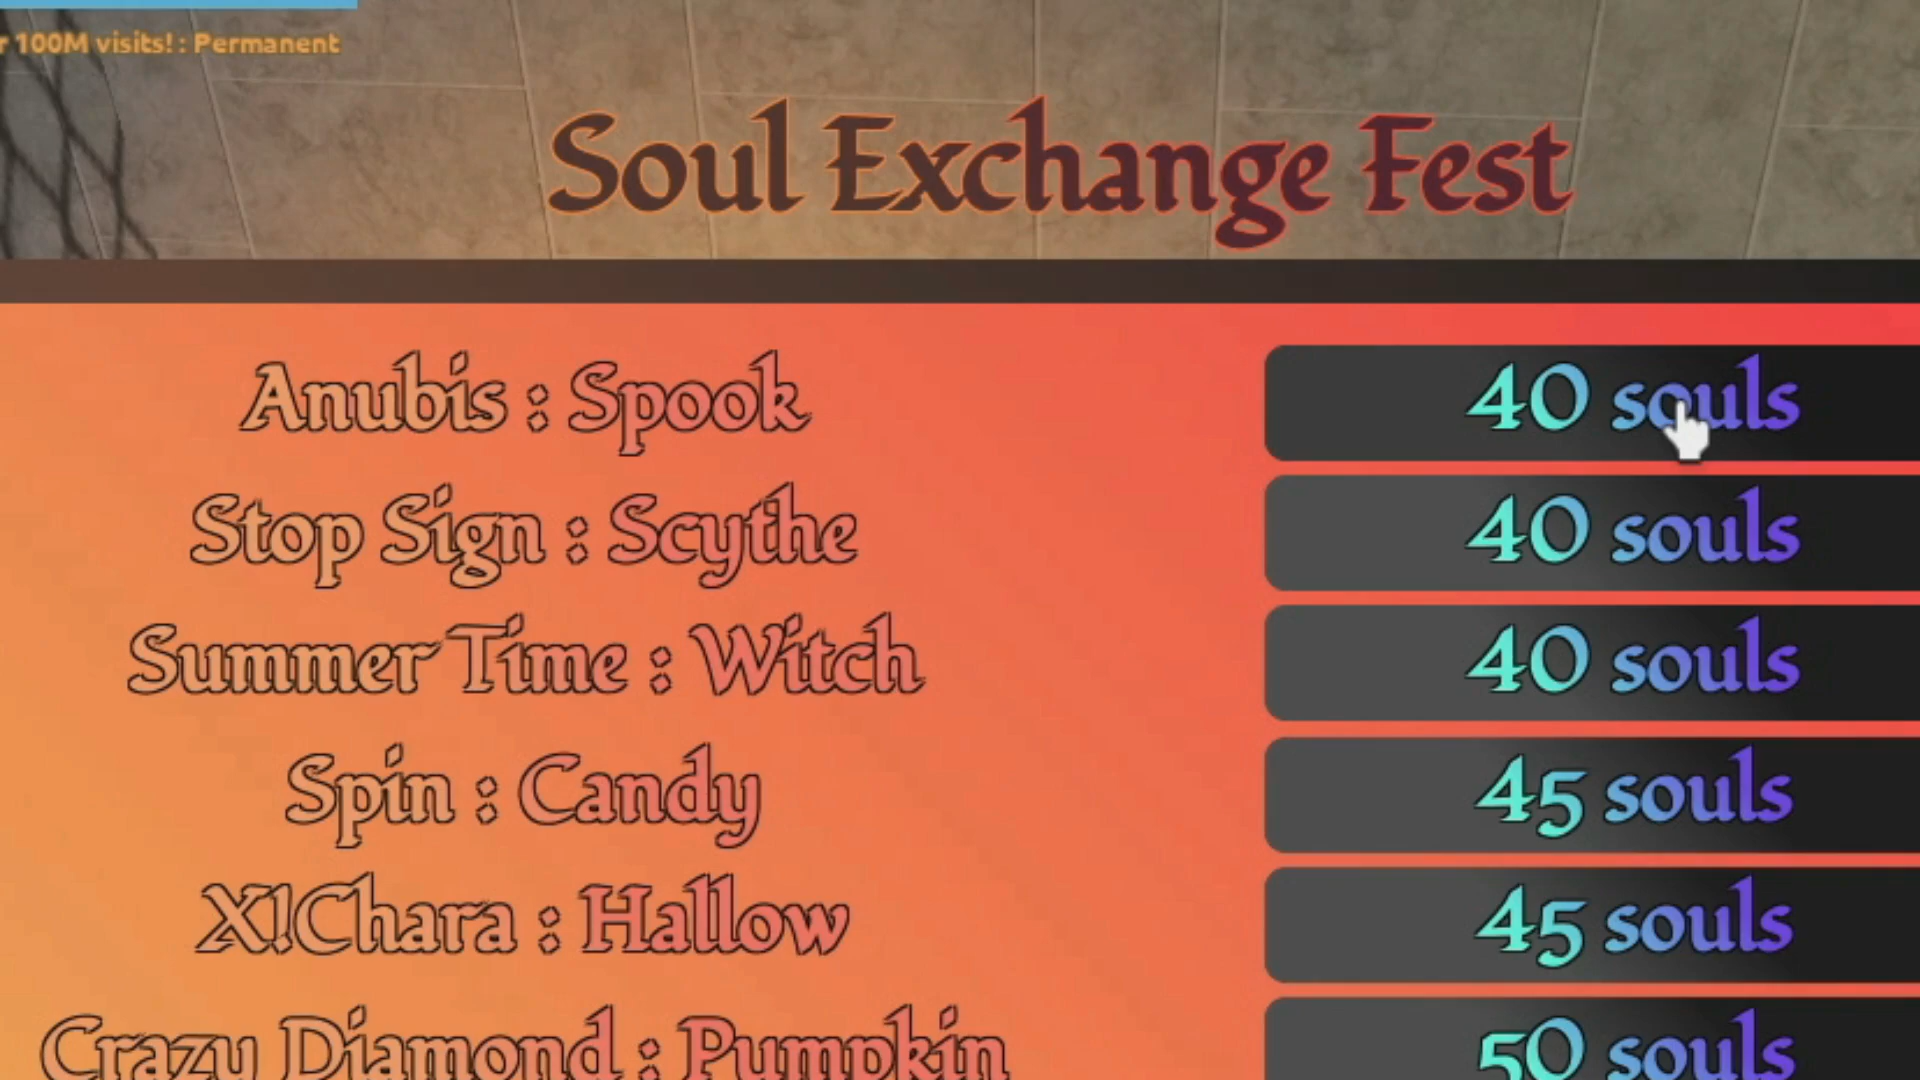 100M visits! : Permanent
Soul Exchange Fest
Anubis : Spook
40 souls
Stop Sign : Scythe
40 souls
Summer Time : Witch
40 souls
Spin : Candy
45 souls
X!Chara : Hallow
45 souls
Crazy Diamond : Pumpkin
50 souls